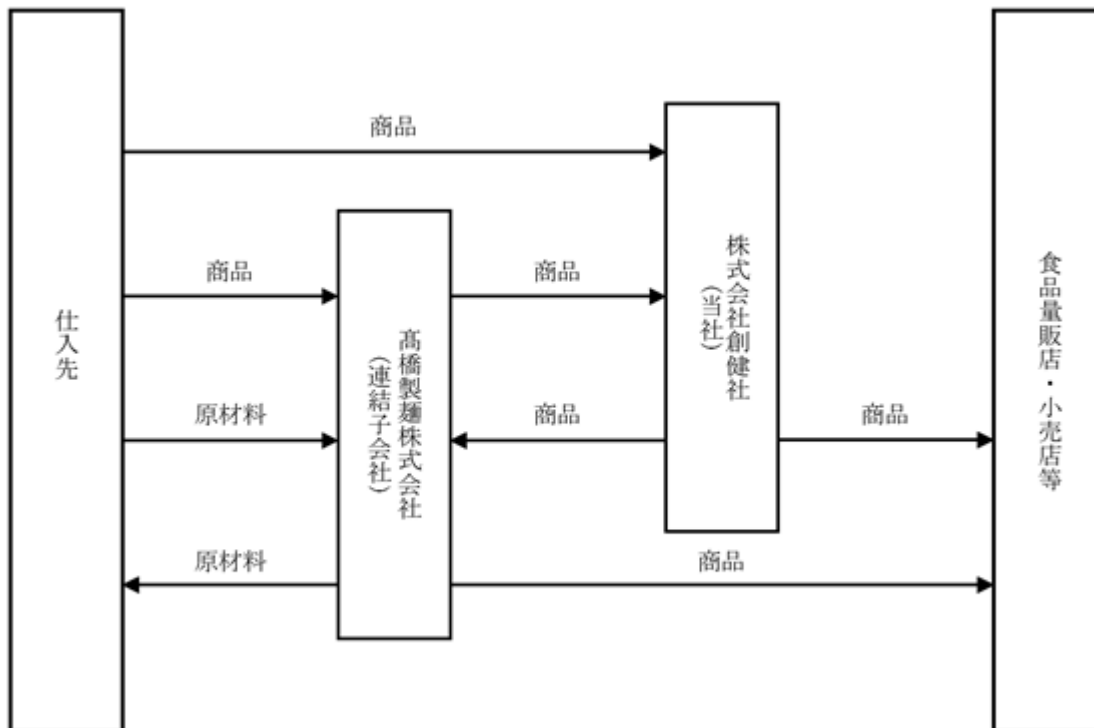 仕入先
商品
商品
原材料
原材料
髙橋製麺株式会社
(連結子会社)
商品
商品
商品
株式会社創健社
(当社)
商品
食品量販店・小売店等